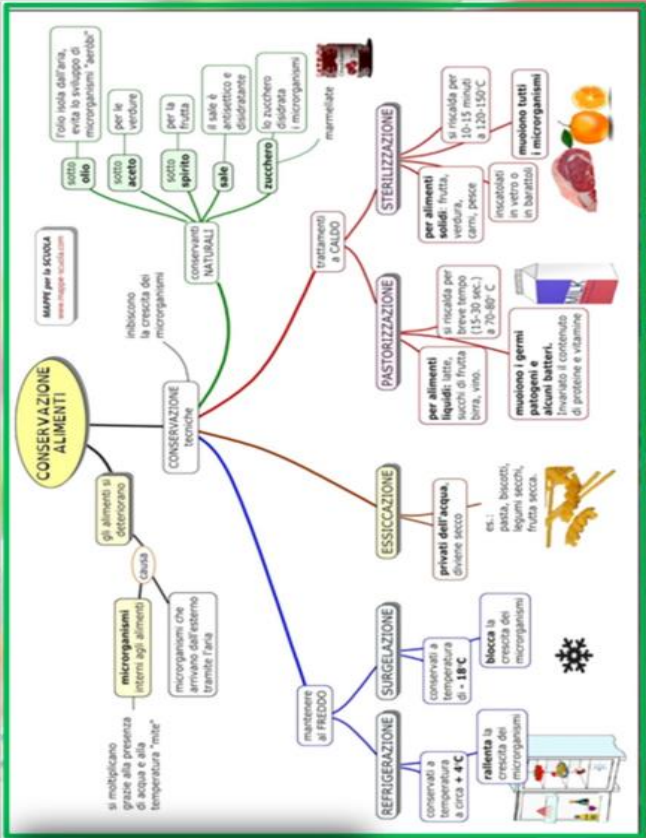 CONSERVAZIONE
ALIMENTI
MAPPE per la SCUOLA
www.mappe-scuola.com
gli alimenti si
deteriorano
causa
microrganismi
interni agli alimenti
si moltiplicano
grazie alla presenza
di acqua e alla
temperatura "mite"
microrganismi che
arrivano dall'esterno
tramite l'aria
CONSERVAZIONE
tecniche
inibiscono
la crescita dei
microrganismi
mantenere
al FREDDO
REFRIGERAZIONE
conservati a
temperatura
a circa + 4°C
rallenta la
crescita dei
microrganismi
SURGELAZIONE
conservati a
temperatura
di - 18°C
blocca la
crescita dei
microrganismi
ESSICCAZIONE
privati dell'acqua,
diviene secco
es.:
pasta, biscotti,
legumi secchi,
frutta secca.
trattamenti
a CALDO
PASTORIZZAZIONE
per alimenti
liquidi: latte,
succhi di frutta
birra, vino.
si riscalda per
breve tempo
(15-30 sec.)
a 70-80° C
muoiono i germi
patogeni e
alcuni batteri.
Invariato il contenuto
di proteine e vitamine
MILK
STERILIZZAZIONE
per alimenti
solidi: frutta,
verdura,
carni, pesce
si riscalda per
10-15 minuti
a 120-150°C
inscatolati
in vetro o
in barattoli
muoiono tutti
i microrganismi
conservanti
NATURALI
sotto
olio
l'olio isola dall'aria,
evita lo sviluppo di
microrganismi "aeròbi"
sotto
aceto
per le
verdure
sotto
spirito
per la
frutta
sale
il sale è
antisettico e
disidratante
zucchero
lo zucchero
disidrata
i microrganismi
marmellate